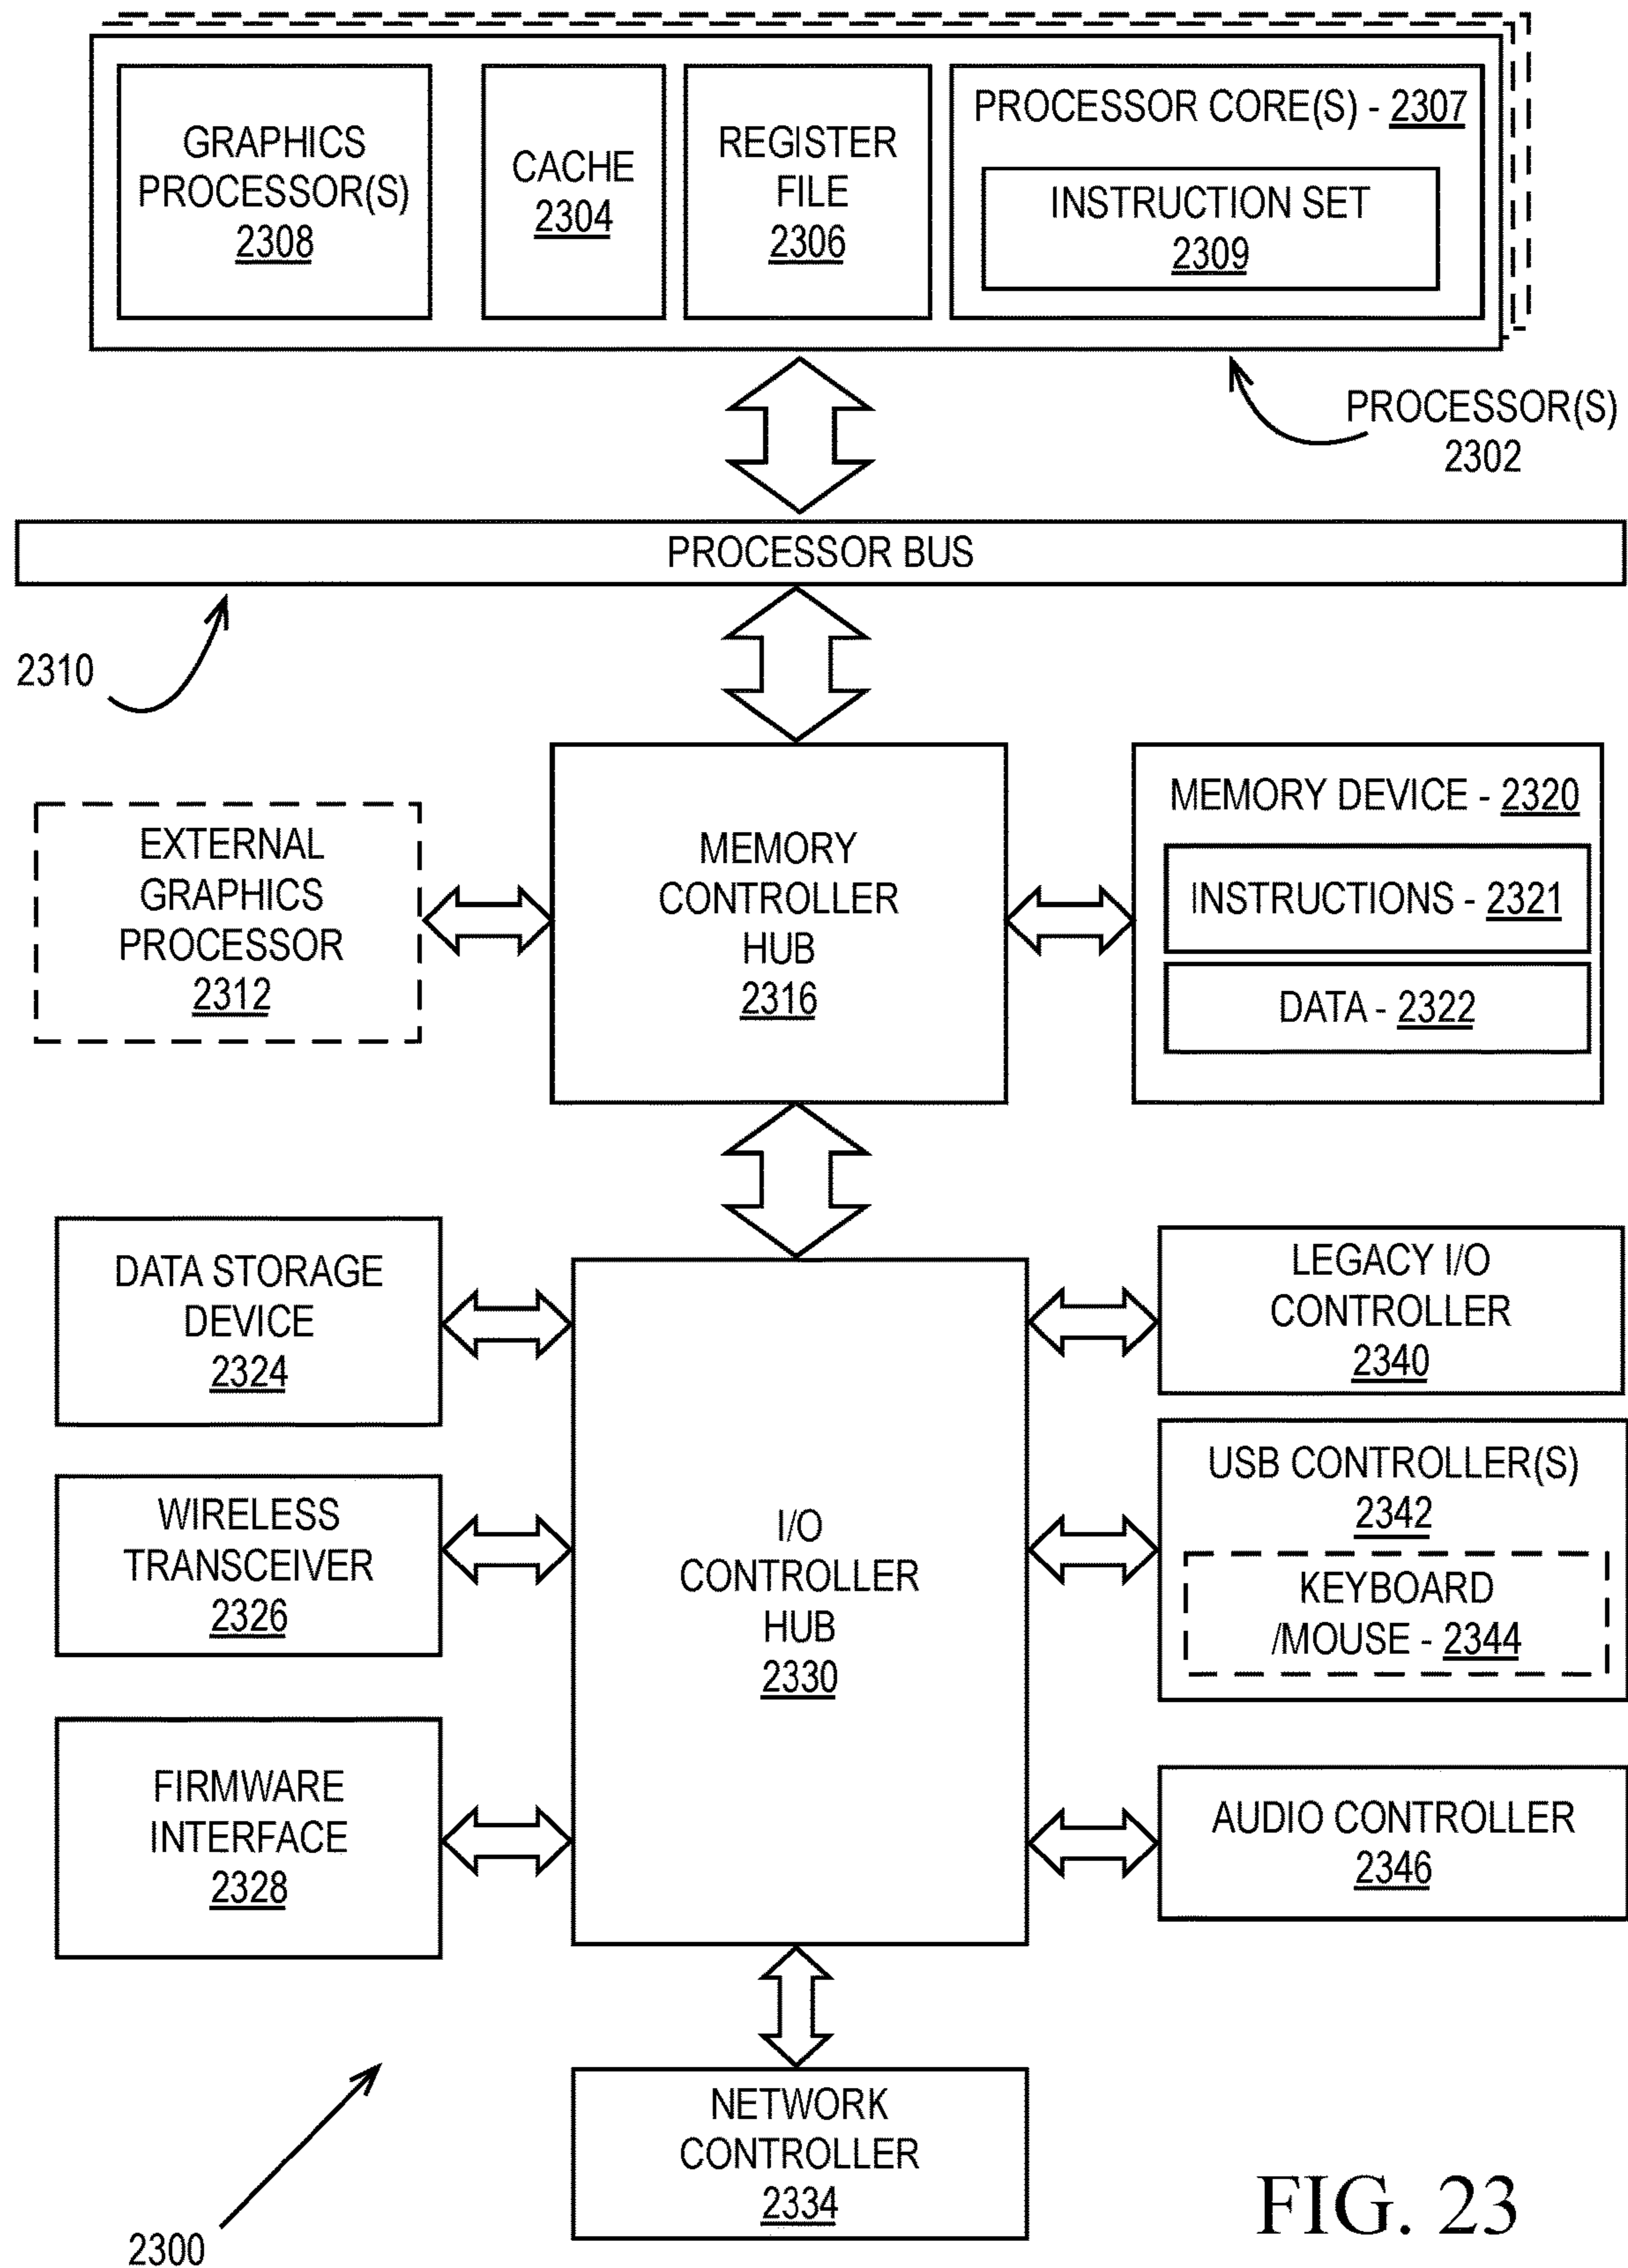 GRAPHICS
PROCESSOR(S)
2308
CACHE
2304
REGISTER
FILE
2306
PROCESSOR CORE(S) - 2307
INSTRUCTION SET
2309
PROCESSOR(S)
2302
PROCESSOR BUS
2310
EXTERNAL
GRAPHICS
PROCESSOR
2312
MEMORY
CONTROLLER
HUB
2316
MEMORY DEVICE - 2320
INSTRUCTIONS - 2321
DATA - 2322
DATA STORAGE
DEVICE
2324
WIRELESS
TRANSCEIVER
2326
FIRMWARE
INTERFACE
2328
I/O
CONTROLLER
HUB
2330
LEGACY I/O
CONTROLLER
2340
USB CONTROLLER(S)
2342
KEYBOARD
/MOUSE - 2344
AUDIO CONTROLLER
2346
NETWORK
CONTROLLER
2334
2300
FIG. 23